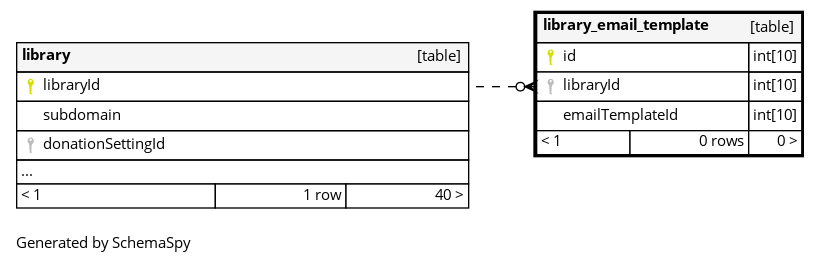 library [table]
libraryId
subdomain
donationSettingId
...
< 1 1 row 40 >
library_email_template [table]
id int[10]
libraryId int[10]
emailTemplateId int[10]
< 1 0 rows 0 >
Generated by SchemaSpy